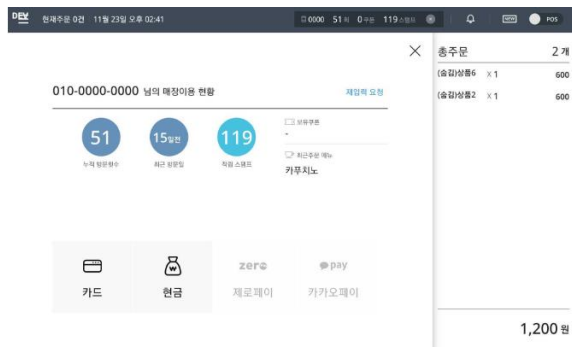 DEV 현재주문 0건 11월 23일 오후 02:41 0000 51회 0쿠폰 119스탬프 NEW POS
총주문 2 개
(숨김)상품6 X 1 600
(숨김)상품2 X 1 600
010-0000-0000 님의 매장이용 현황 재입력 요청
51 15일전 119
누적 방문횟수 최근 방문일 적립 스탬프
보유쿠폰
-
최근주문 메뉴
카푸치노
zero pay
카드 현금 제로페이 카카오페이
1,200 원